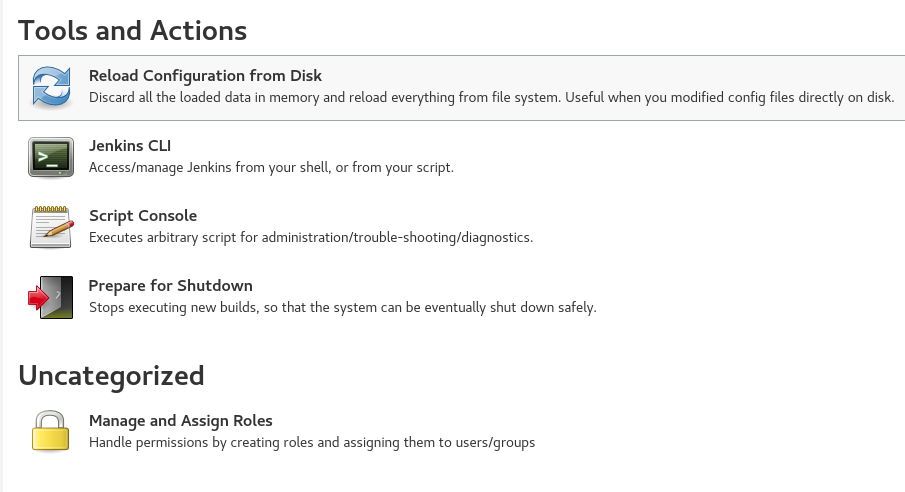 Tools and Actions
Reload Configuration from Disk
Discard all the loaded data in memory and reload everything from file system. Useful when you modified config files directly on disk.
Jenkins CLI
Access/manage Jenkins from your shell, or from your script.
Script Console
Executes arbitrary script for administration/trouble-shooting/diagnostics.
Prepare for Shutdown
Stops executing new builds, so that the system can be eventually shut down safely.
Uncategorized
Manage and Assign Roles
Handle permissions by creating roles and assigning them to users/groups